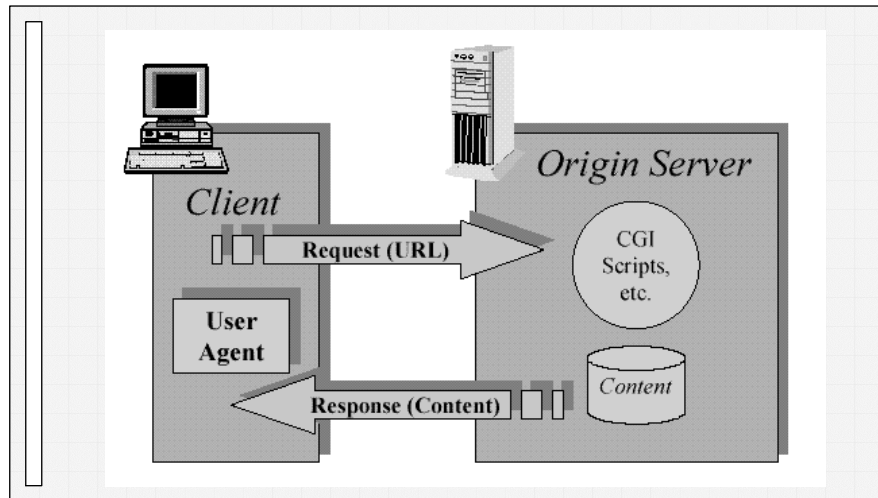 Client
Origin Server
Request (URL)
CGI
Scripts,
etc.
User
Agent
Content
Response (Content)